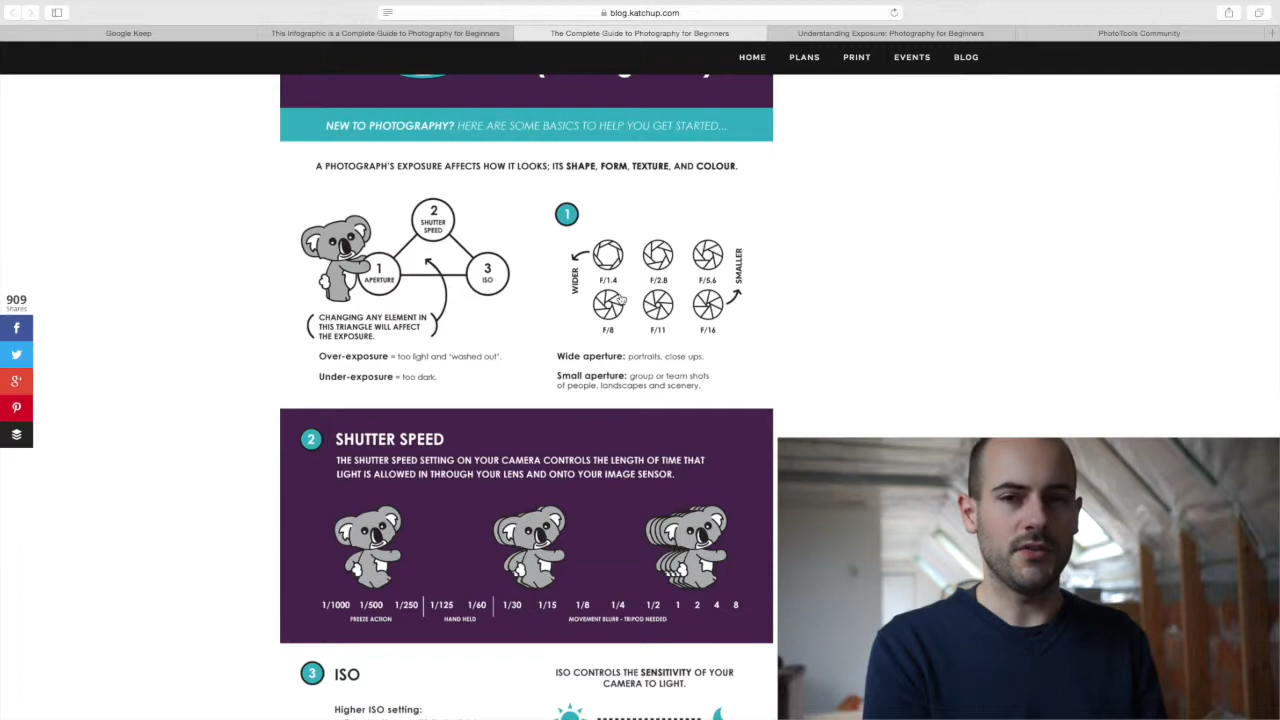 blog.katchup.com
Google Keep
This Infographic is a Complete Guide to Photography for Beginners
The Complete Guide to Photography for Beginners
Understanding Exposure: Photography for Beginners
PhotoTools Community
HOME
PLANS
PRINT
EVENTS
BLOG
NEW TO PHOTOGRAPHY? HERE ARE SOME BASICS TO HELP YOU GET STARTED...
A PHOTOGRAPH'S EXPOSURE AFFECTS HOW IT LOOKS; ITS SHAPE, FORM, TEXTURE, AND COLOUR.
2
SHUTTER
SPEED
1
APERTURE
3
ISO
CHANGING ANY ELEMENT IN
THIS TRIANGLE WILL AFFECT
THE EXPOSURE.
Over-exposure = too light and 'washed out'.
Under-exposure = too dark.
1
WIDER
F/1.4
F/2.8
F/5.6
SMALLER
F/8
F/11
F/16
Wide aperture: portraits, close ups.
Small aperture: group or team shots
of people, landscapes and scenery.
909
Shares
2
SHUTTER SPEED
THE SHUTTER SPEED SETTING ON YOUR CAMERA CONTROLS THE LENGTH OF TIME THAT
LIGHT IS ALLOWED IN THROUGH YOUR LENS AND ONTO YOUR IMAGE SENSOR.
1/1000 1/500 1/250 1/125 1/60 1/30 1/15 1/8 1/4 1/2 1 2 4 8
FREEZE ACTION
HAND HELD
MOVEMENT BLUR - TRIPOD NEEDED
3
ISO
Higher ISO setting:
ISO CONTROLS THE SENSITIVITY OF YOUR
CAMERA TO LIGHT.